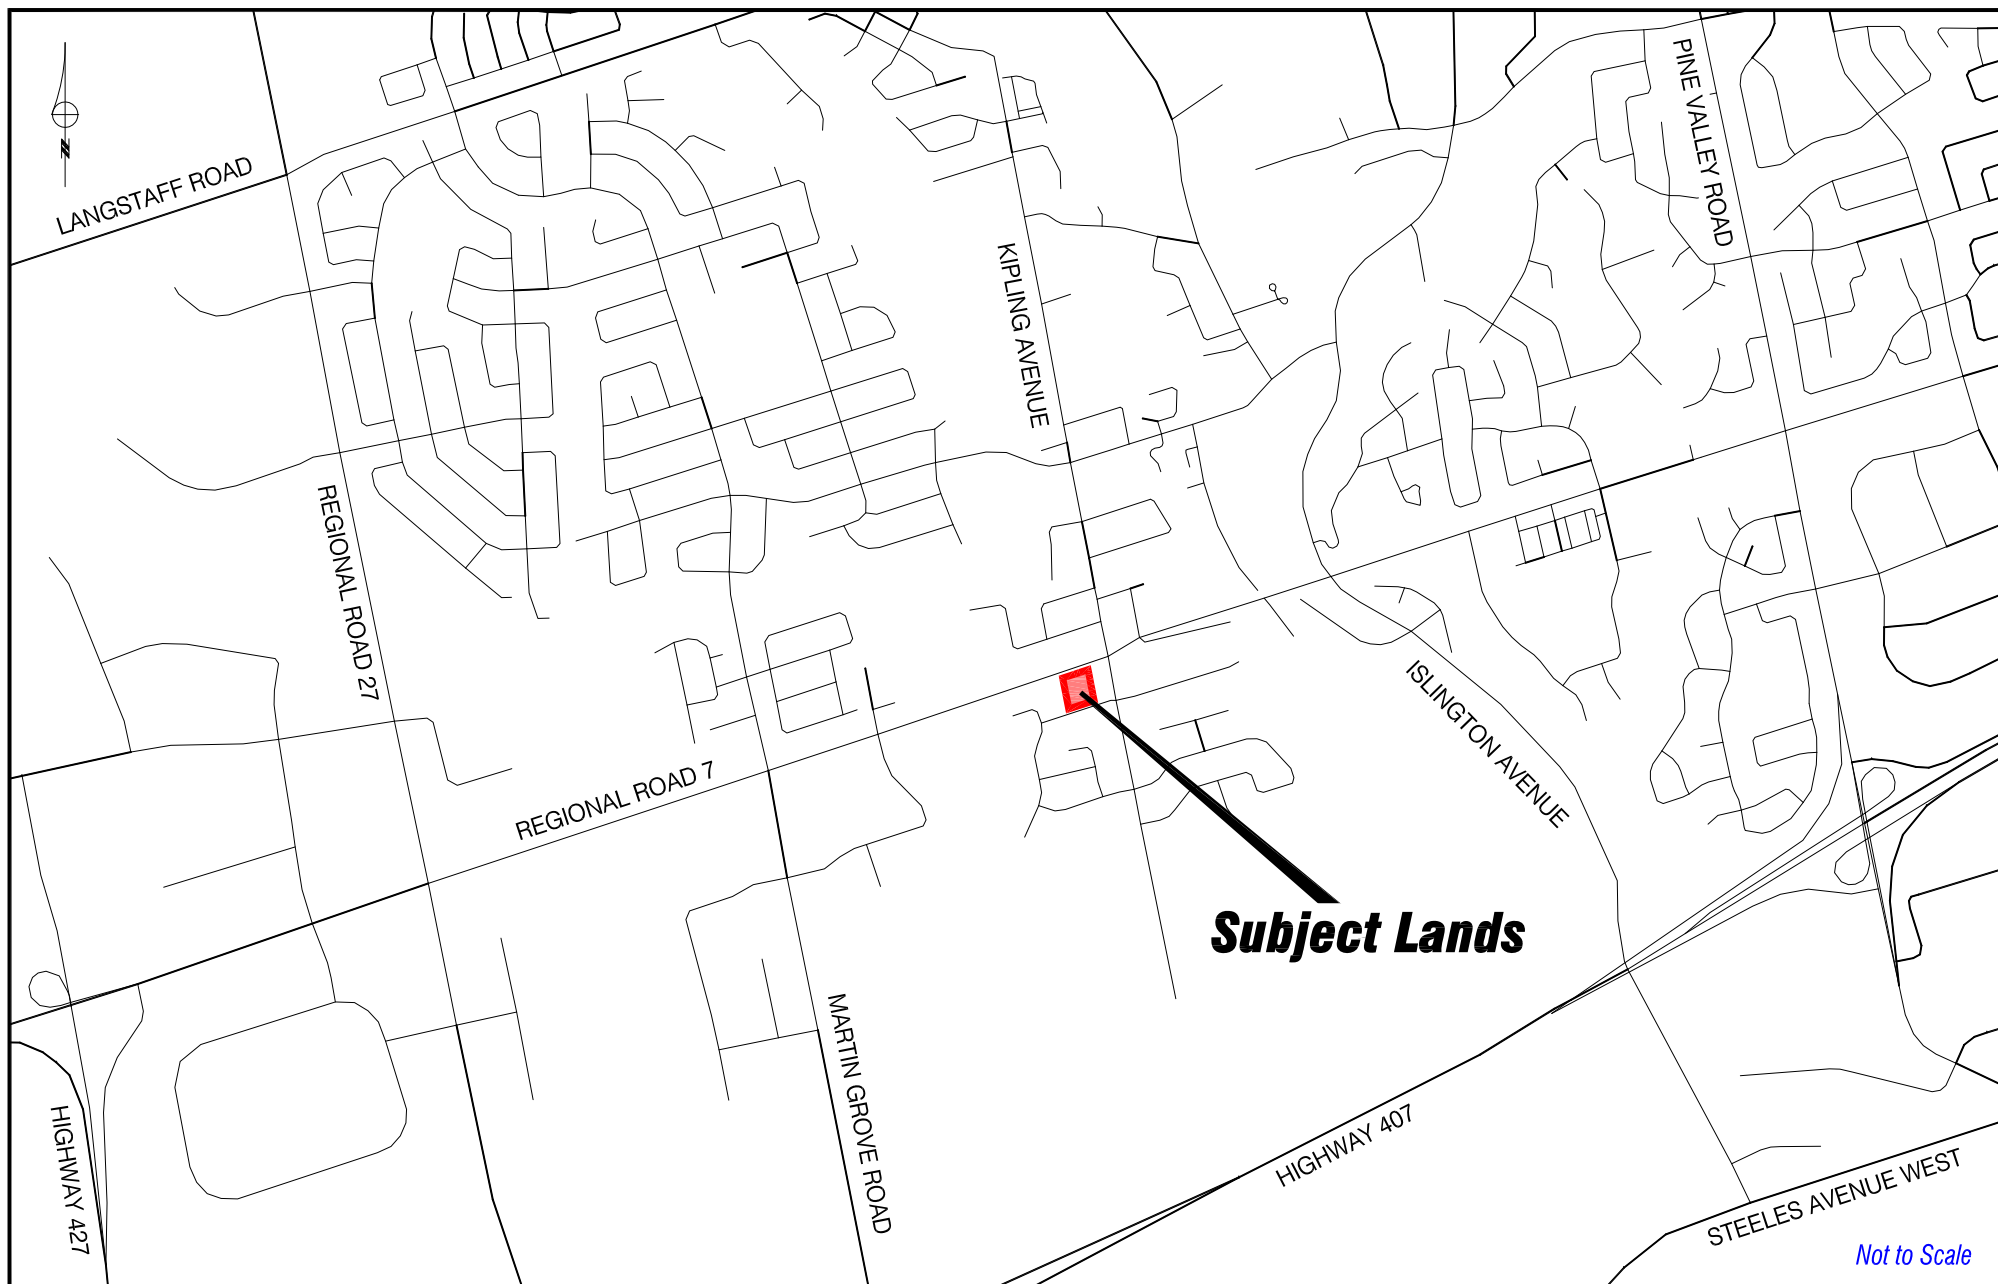 PINE VALLEY ROAD
N
LANGSTAFF ROAD
KIPLING AVENUE
REGIONAL ROAD 27
ISLINGTON AVENUE
REGIONAL ROAD 7
Subject Lands
MARTIN GROVE ROAD
HIGHWAY 427
HIGHWAY 407
STEELES AVENUE WEST
Not to Scale